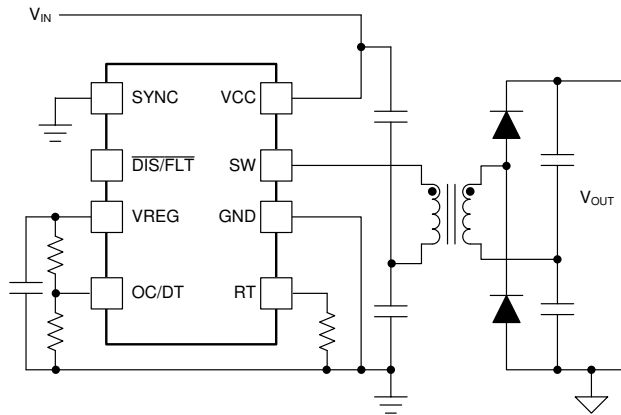 VIN
SYNC VCC
DIS/FLT SW
VREG GND
VOUT
OC/DT RT